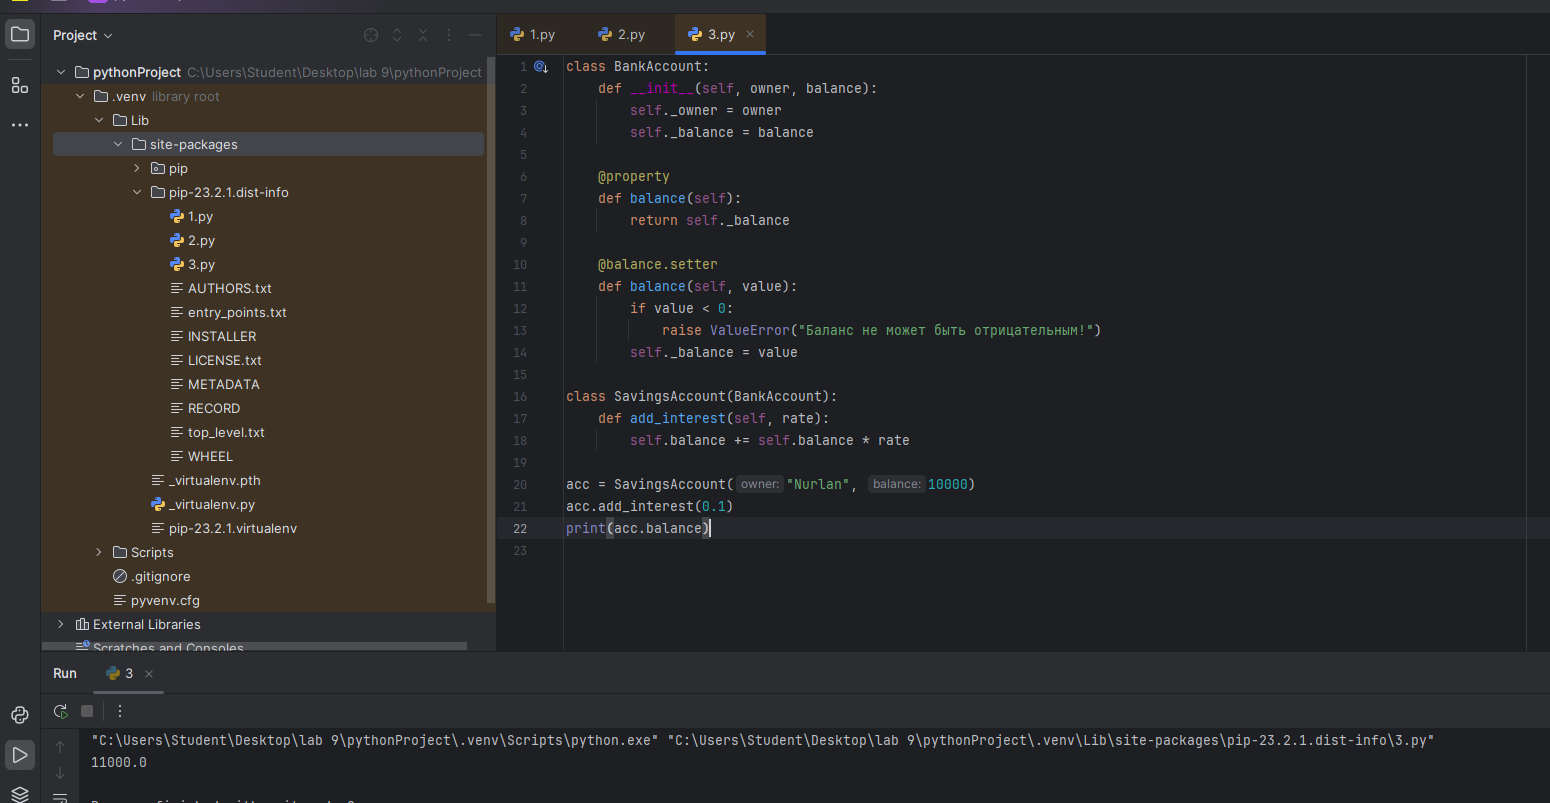 Project
pythonProject C:\Users\Student\Desktop\lab 9\pythonProject
.venv library root
Lib
site-packages
pip
pip-23.2.1.dist-info
1.py
2.py
3.py
AUTHORS.txt
entry_points.txt
INSTALLER
LICENSE.txt
METADATA
RECORD
top_level.txt
WHEEL
_virtualenv.pth
_virtualenv.py
pip-23.2.1.virtualenv
Scripts
.gitignore
pyvenv.cfg
External Libraries
Scratches and Consoles
1.py 2.py 3.py
1 class BankAccount:
2     def __init__(self, owner, balance):
3         self._owner = owner
4         self._balance = balance
5
6     @property
7     def balance(self):
8         return self._balance
9
10     @balance.setter
11     def balance(self, value):
12         if value < 0:
13             raise ValueError("Баланс не может быть отрицательным!")
14         self._balance = value
15
16 class SavingsAccount(BankAccount):
17     def add_interest(self, rate):
18         self.balance += self.balance * rate
19
20 acc = SavingsAccount( owner: "Nurlan", balance: 10000)
21 acc.add_interest(0.1)
22 print(acc.balance)
23
Run 3
"C:\Users\Student\Desktop\lab 9\pythonProject\.venv\Scripts\python.exe" "C:\Users\Student\Desktop\lab 9\pythonProject\.venv\Lib\site-packages\pip-23.2.1.dist-info\3.py"
11000.0